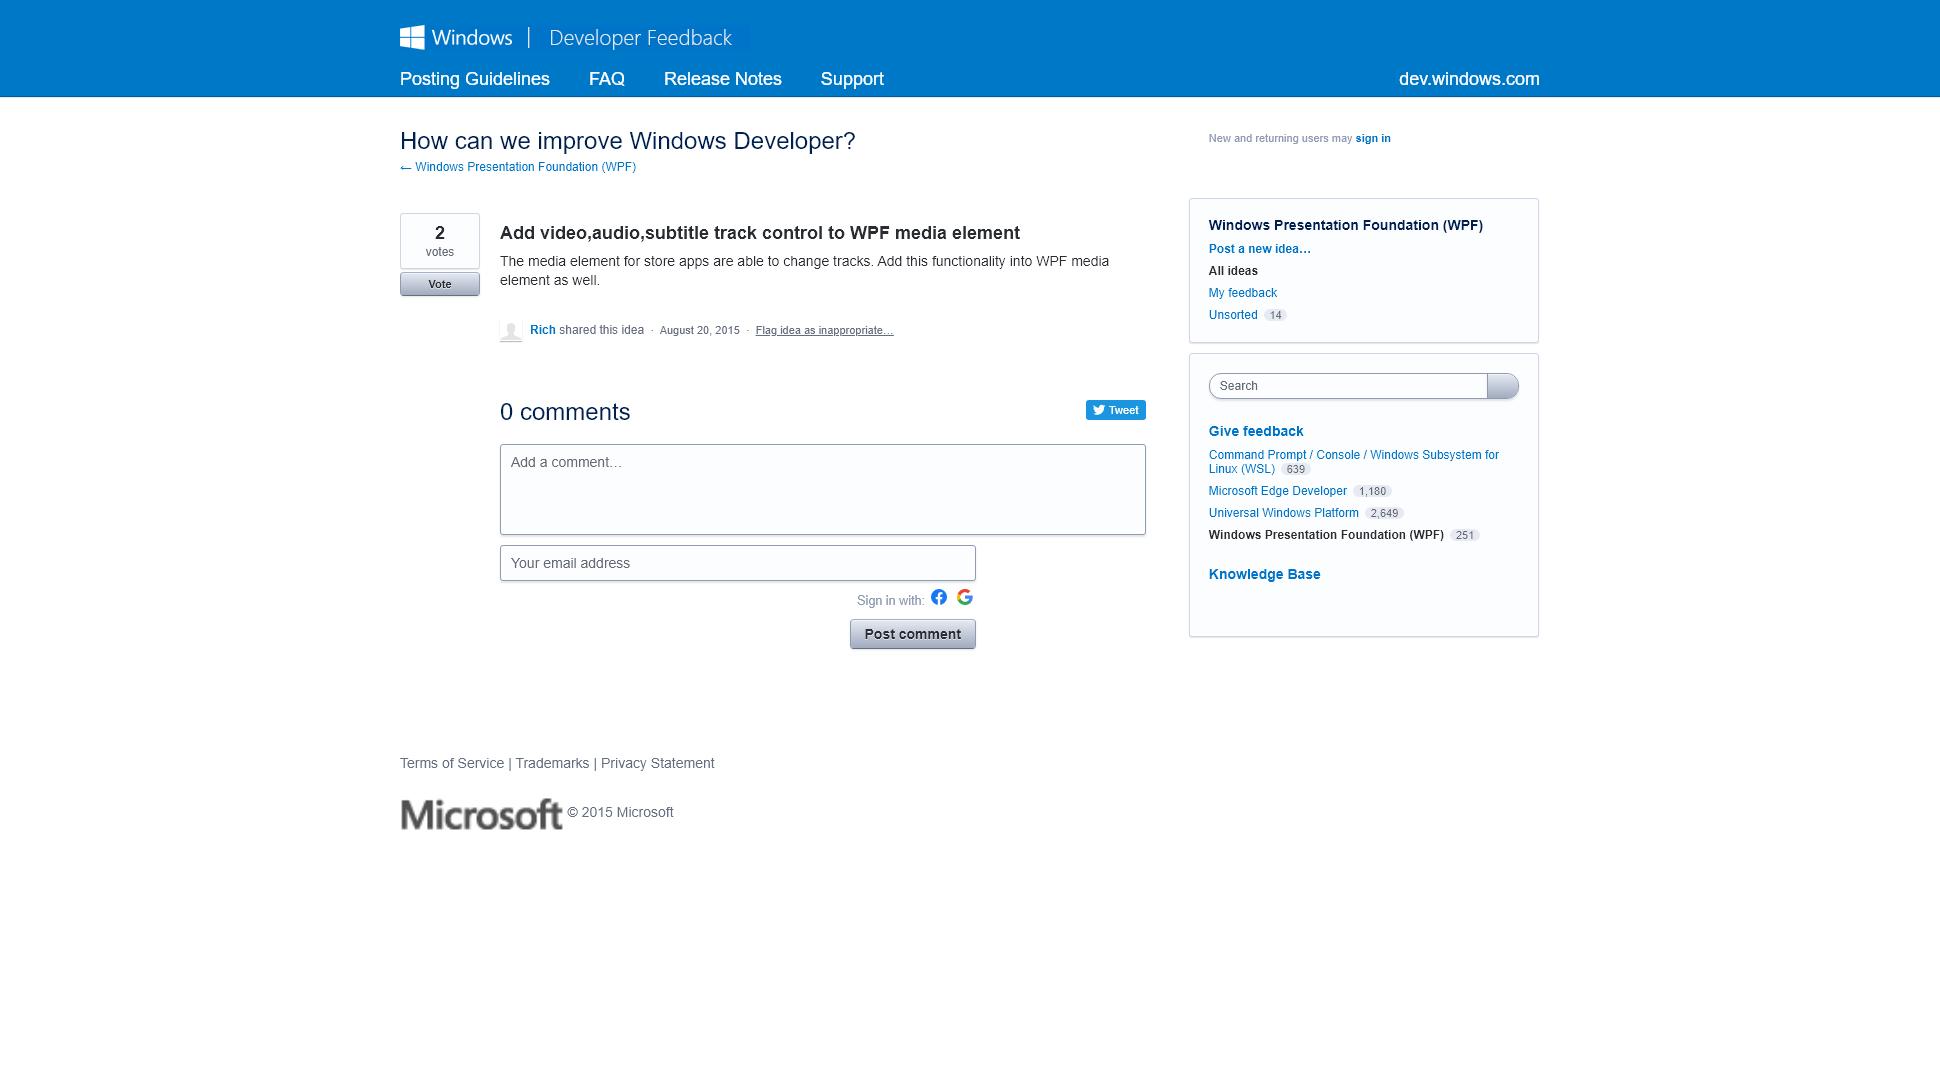 Windows | Developer Feedback
Posting Guidelines FAQ Release Notes Support dev.windows.com
How can we improve Windows Developer?
← Windows Presentation Foundation (WPF)
New and returning users may sign in
2
votes
Vote
Add video,audio,subtitle track control to WPF media element
The media element for store apps are able to change tracks. Add this functionality into WPF media
element as well.
Rich shared this idea · August 20, 2015 · Flag idea as inappropriate…
0 comments
Tweet
Add a comment…
Your email address
Sign in with:
Post comment
Windows Presentation Foundation (WPF)
Post a new idea…
All ideas
My feedback
Unsorted 14
Search
Give feedback
Command Prompt / Console / Windows Subsystem for
Linux (WSL) 639
Microsoft Edge Developer 1,180
Universal Windows Platform 2,649
Windows Presentation Foundation (WPF) 251
Knowledge Base
Terms of Service | Trademarks | Privacy Statement
Microsoft © 2015 Microsoft